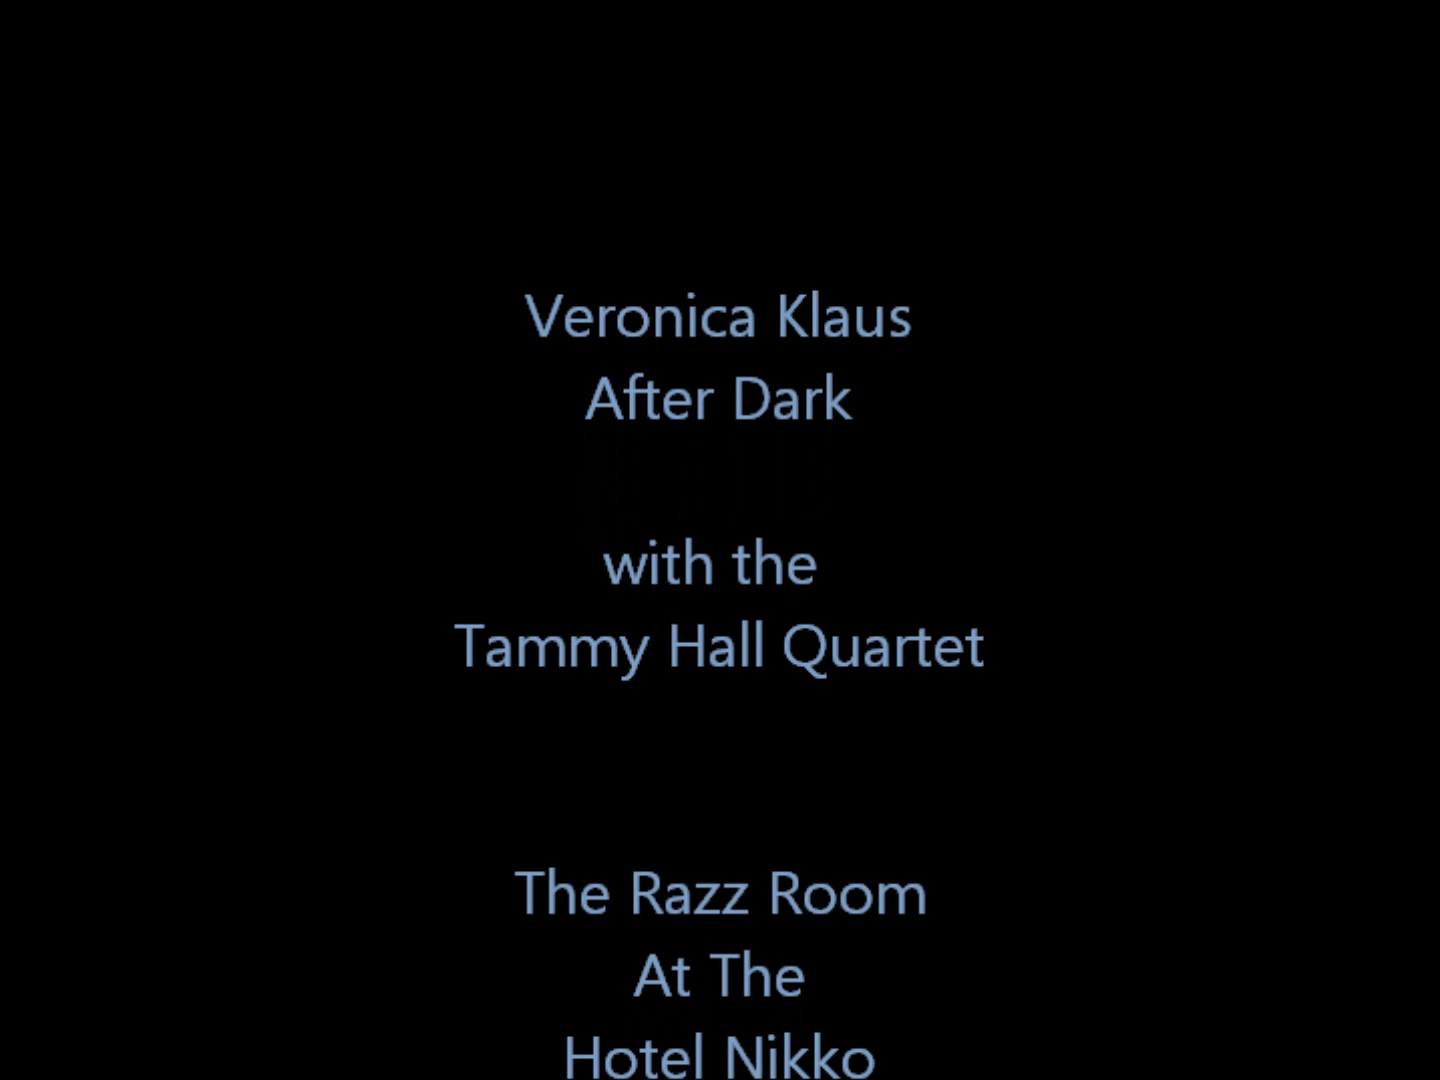 Veronica Klaus
After Dark
with the
Tammy Hall Quartet
The Razz Room
At The
Hotel Nikko